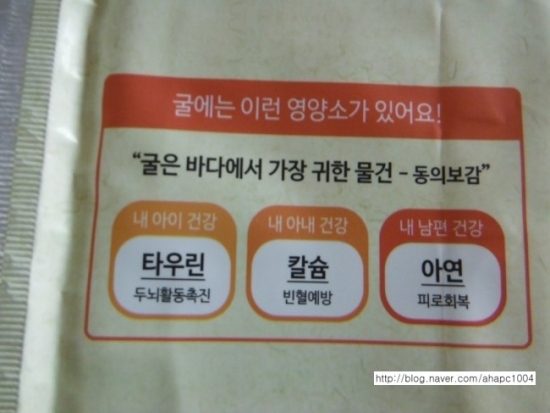 굴에는 이런 영양소가 있어요!
“굴은 바다에서 가장 귀한 물건 - 동의보감”
내 아이 건강
타우린
두뇌활동촉진
내 아내 건강
칼슘
빈혈예방
내 남편 건강
아연
피로회복
http://blog.naver.com/ahapc1004